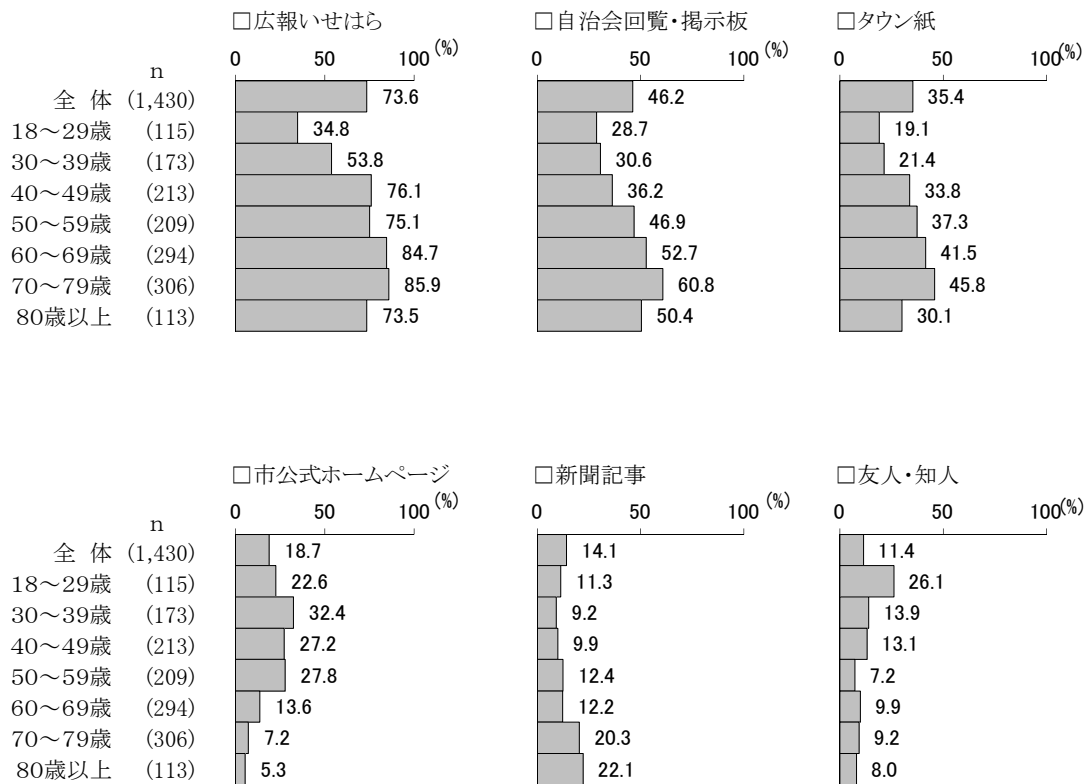 □広報いせはら □自治会回覧・掲示板 □タウン紙
0 50 100 (%) 0 50 100 (%) 0 50 100(%)
n
全 体 (1,430) 73.6 46.2 35.4
18～29歳 (115) 34.8 28.7 19.1
30～39歳 (173) 53.8 30.6 21.4
40～49歳 (213) 76.1 36.2 33.8
50～59歳 (209) 75.1 46.9 37.3
60～69歳 (294) 84.7 52.7 41.5
70～79歳 (306) 85.9 60.8 45.8
80歳以上 (113) 73.5 50.4 30.1
□市公式ホームページ □新聞記事 □友人・知人
0 50 100 (%) 0 50 100 (%) 0 50 100(%)
n
全 体 (1,430) 18.7 14.1 11.4
18～29歳 (115) 22.6 11.3 26.1
30～39歳 (173) 32.4 9.2 13.9
40～49歳 (213) 27.2 9.9 13.1
50～59歳 (209) 27.8 12.4 7.2
60～69歳 (294) 13.6 12.2 9.9
70～79歳 (306) 7.2 20.3 9.2
80歳以上 (113) 5.3 22.1 8.0